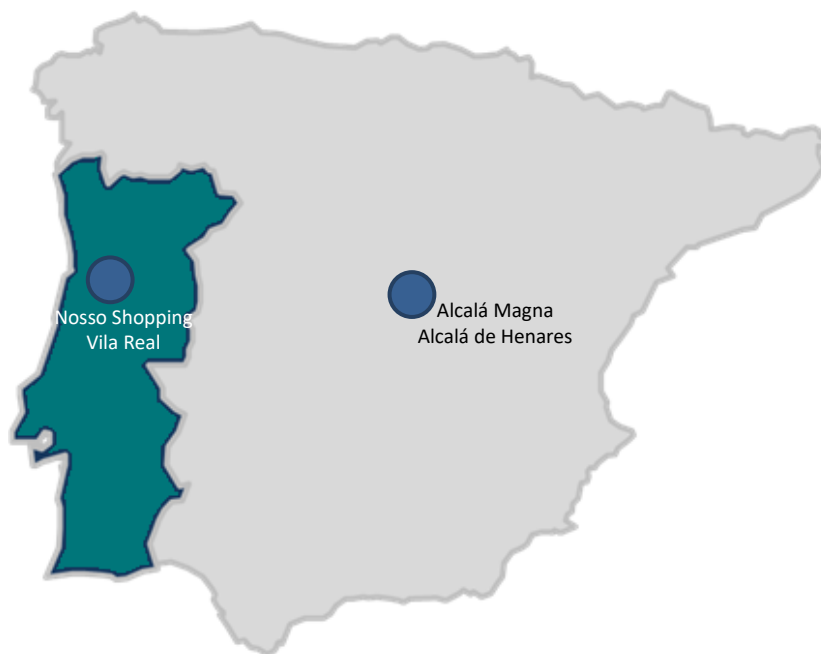 Nosso Shopping
Vila Real
Alcalá Magna
Alcalá de Henares